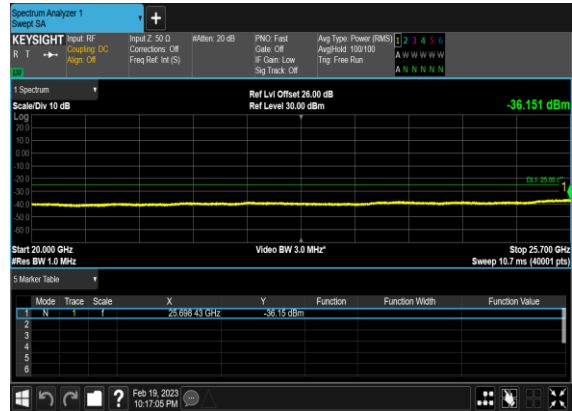 Spectrum Analyzer 1
Swept SA
KEYSIGHT Input: RF Input Z: 50 Ω #Atten: 20 dB PNO: Fast Avg Type: Power (RMS) 1 2 3 4 5 6
R T Coupling: DC Corrections: Off Gate: Off Avg|Hold: 100/100 A W W W W W
Align: Off Freq Ref: Int (S) IF Gain: Low Trig: Free Run
Sig Track: Off A N N N N N
1 Spectrum Ref Lvl Offset 26.00 dB
Scale/Div 10 dB Ref Level 30.00 dBm -36.151 dBm
Log
20.0
10.0
0.00
-10.0
-20.0
-30.0
-40.0
-50.0
-60.0
1
Start 20.000 GHz Video BW 3.0 MHz* Stop 25.700 GHz
#Res BW 1.0 MHz Sweep 10.7 ms (40001 pts)
5 Marker Table
Mode Trace Scale X Y Function Function Width Function Value
1 N 1 f 25.698 43 GHz -36.15 dBm
2
3
4
5
6
? Feb 19, 2023
10:17:05 PM